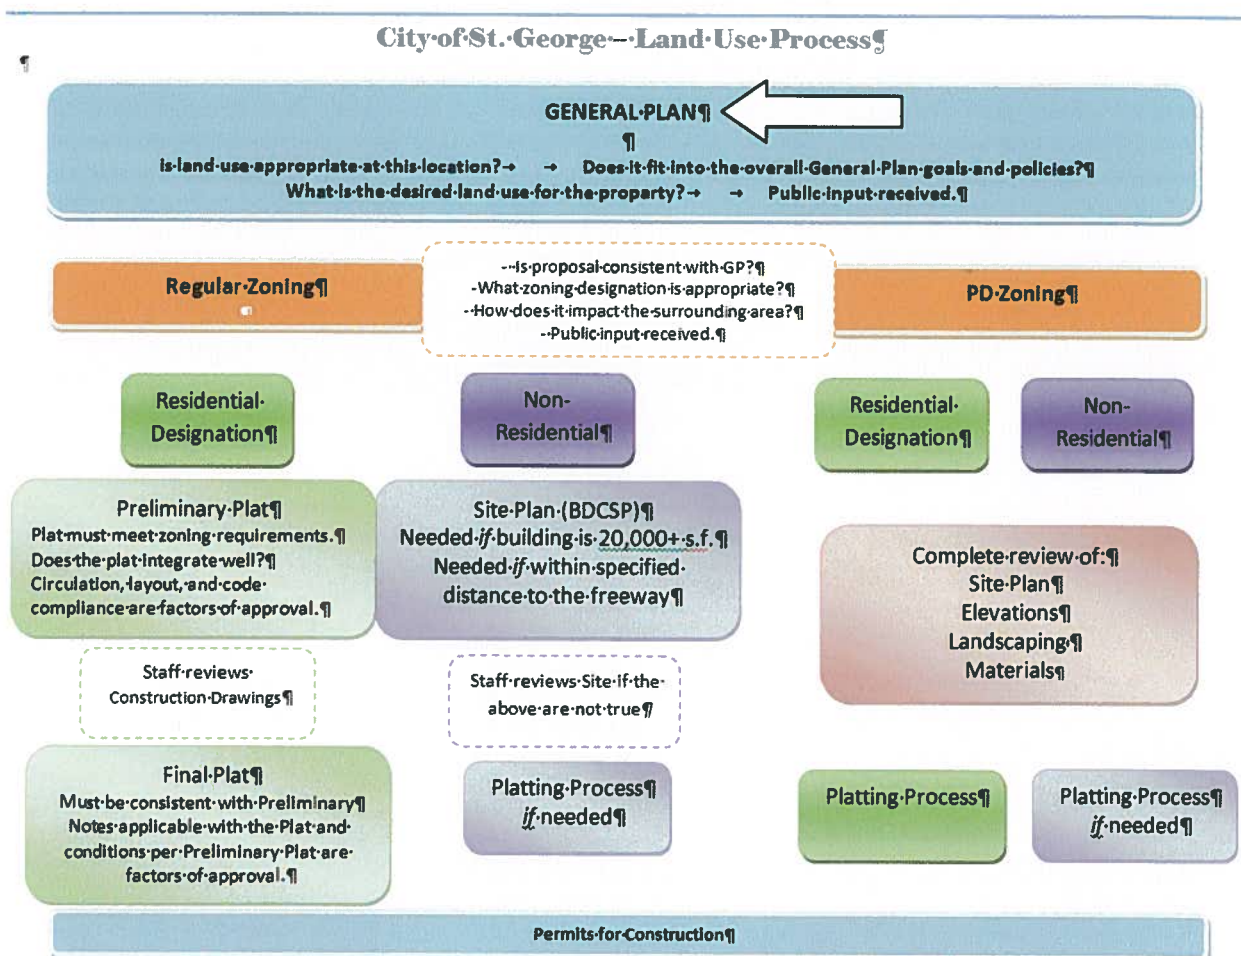 City·of·St.·George·–·Land·Use·Process¶
¶
GENERAL·PLAN¶
¶
is·land·use·appropriate·at·this·location?→ → Does·it·fit·into·the·overall·General·Plan·goals·and·policies?¶
What·is·the·desired·land·use·for·the·property?→ → Public·input·received.¶
Regular·Zoning¶
¶
--Is·proposal·consistent·with·GP?¶
-What·zoning·designation·is·appropriate?¶
--How·does·it·impact·the·surrounding·area?¶
--Public·input·received.¶
PD·Zoning¶
Residential·
Designation¶
Non-
Residential¶
Residential·
Designation¶
Non-
Residential¶
Preliminary·Plat¶
Plat·must·meet·zoning·requirements.¶
Does·the·plat·integrate·well?¶
Circulation,·layout,·and·code·
compliance·are·factors·of·approval.¶
Site·Plan·(BDCSP)¶
Needed·if·building·is·20,000+·s.f.¶
Needed·if·within·specified·
distance·to·the·freeway¶
Complete·review·of:¶
Site·Plan¶
Elevations¶
Landscaping·¶
Materials¶
Staff·reviews·
Construction·Drawings¶
Staff·reviews·Site·if·the·
above·are·not·true¶
Final·Plat¶
Must·be·consistent·with·Preliminary¶
Notes·applicable·with·the·Plat·and·
conditions·per·Preliminary·Plat·are·
factors·of·approval.¶
Platting·Process¶
if·needed¶
Platting·Process¶
Platting·Process¶
if·needed¶
Permits·for·Construction¶